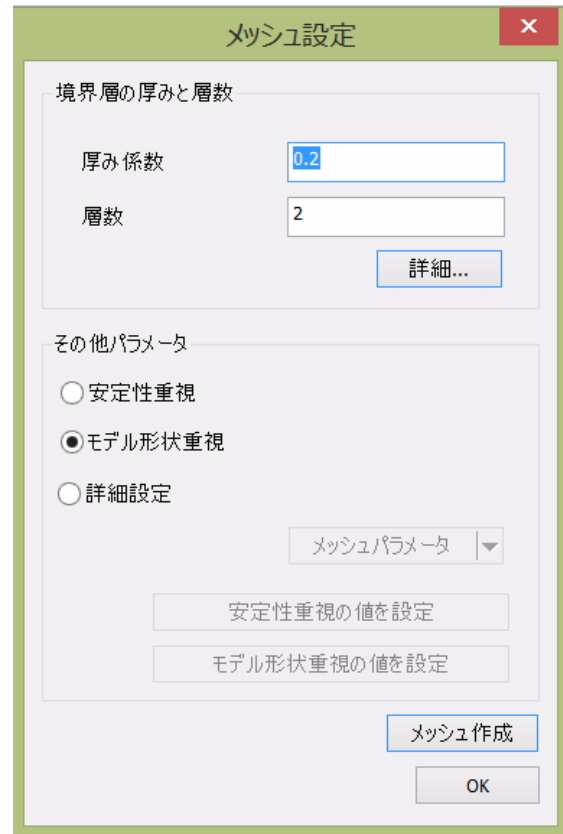 メッシュ設定
x
境界層の厚みと層数
厚み係数
0.2
層数
2
詳細...
その他パラメータ
安定性重視
モデル形状重視
詳細設定
メッシュパラメータ
安定性重視の値を設定
モデル形状重視の値を設定
メッシュ作成
OK